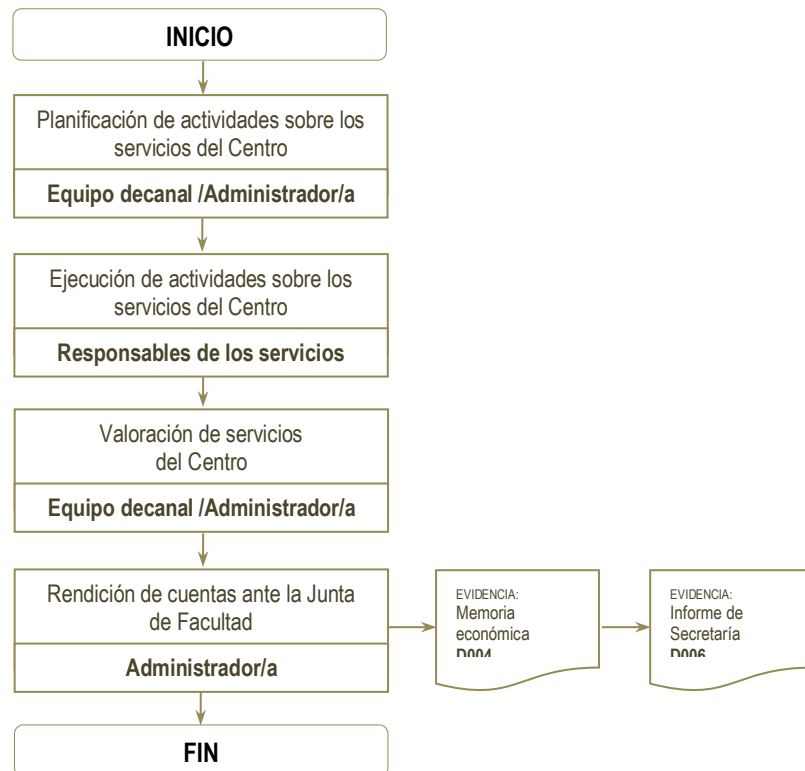 INICIO
Planificación de actividades sobre los
servicios del Centro
Equipo decanal /Administrador/a
Ejecución de actividades sobre los
servicios del Centro
Responsables de los servicios
Valoración de servicios
del Centro
Equipo decanal /Administrador/a
Rendición de cuentas ante la Junta
de Facultad
Administrador/a
EVIDENCIA:
Memoria
económica
D004
EVIDENCIA:
Informe de
Secretaría
D006
FIN